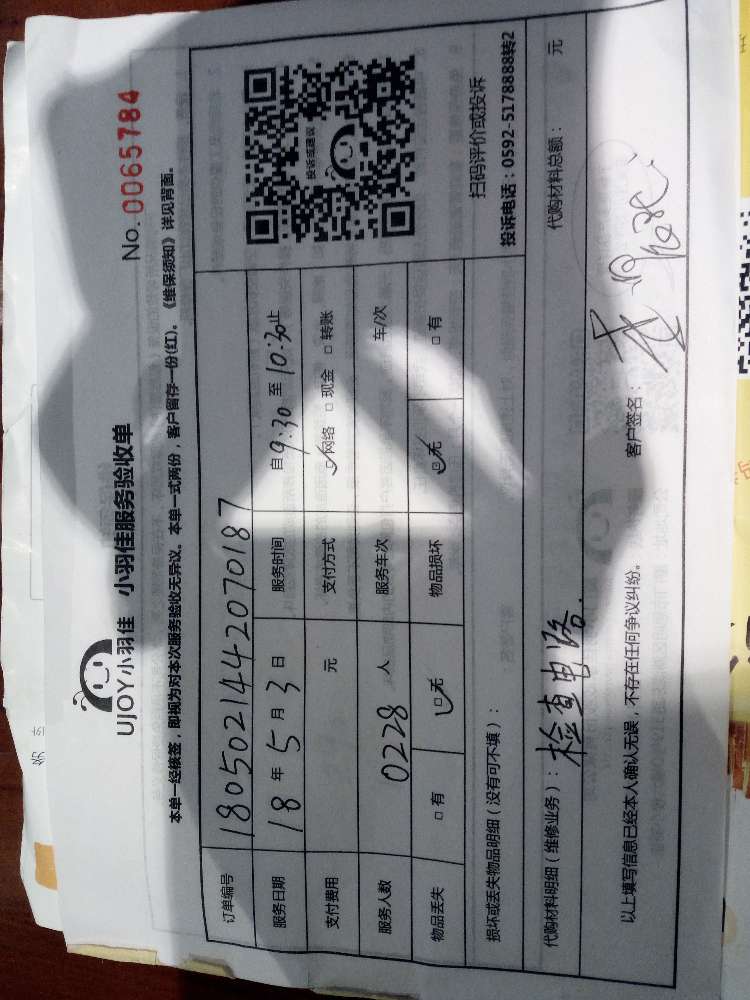 UJOY小羽佳 小羽佳服务验收单
No. 0065784
本单一经核签，即视为对本次服务验收无异议。本单一式两份，客户留存一份(红)。《维保须知》详见背面。
订单编号 180502144207018７
服务日期 18年5月3日 服务时间 自9:30至10:30止
支付费用 元 支付方式 ☑网络 □现金 □转账
服务人数 0228人 服务车次 车/次
物品丢失 □有 ☑无 物品损坏 ☑无 □有
投诉或建议
扫码评价或投诉
投诉电话：0592-5178888转2
损坏或丢失物品明细（没有可不填）：
代购材料明细（维修业务）：检查电路. 代购材料总额： 元
以上填写信息已经本人确认无误，不存在任何争议纠纷。 客户签名：